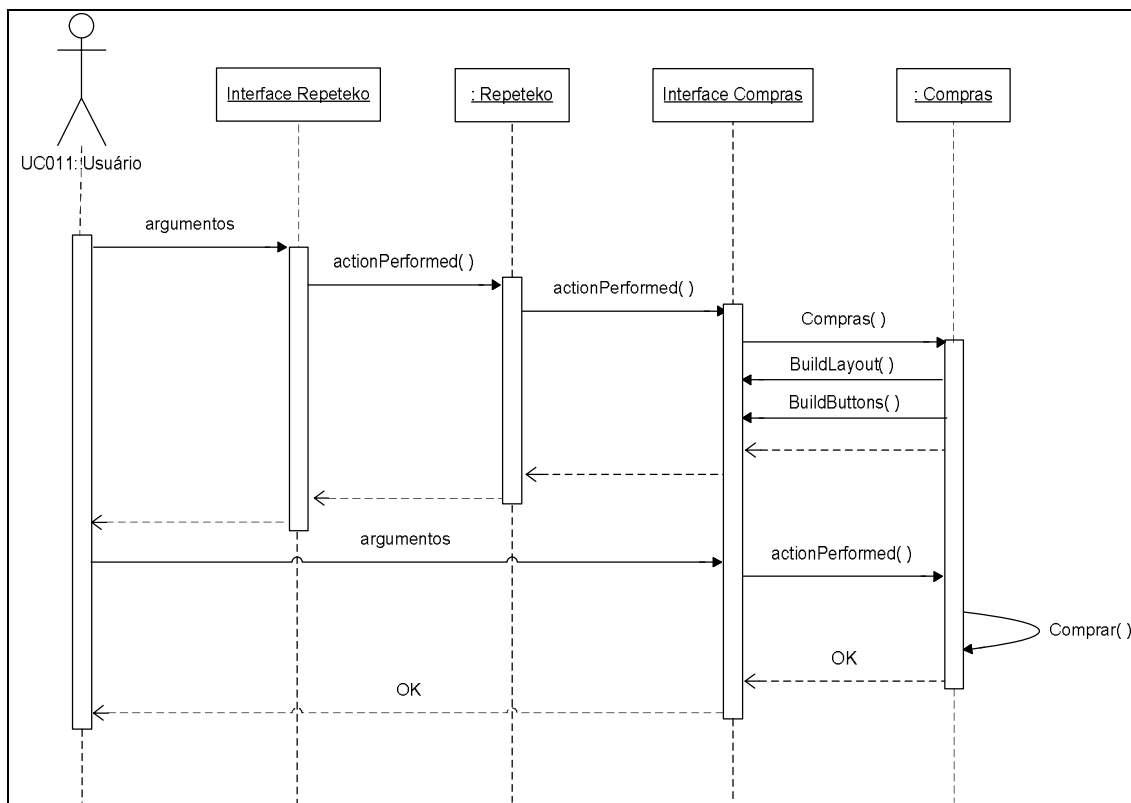 Interface Repeteko
: Repeteko
Interface Compras
: Compras
UC011: Usuário
argumentos
actionPerformed( )
actionPerformed( )
Compras( )
BuildLayout( )
BuildButtons( )
argumentos
actionPerformed( )
Comprar( )
OK
OK